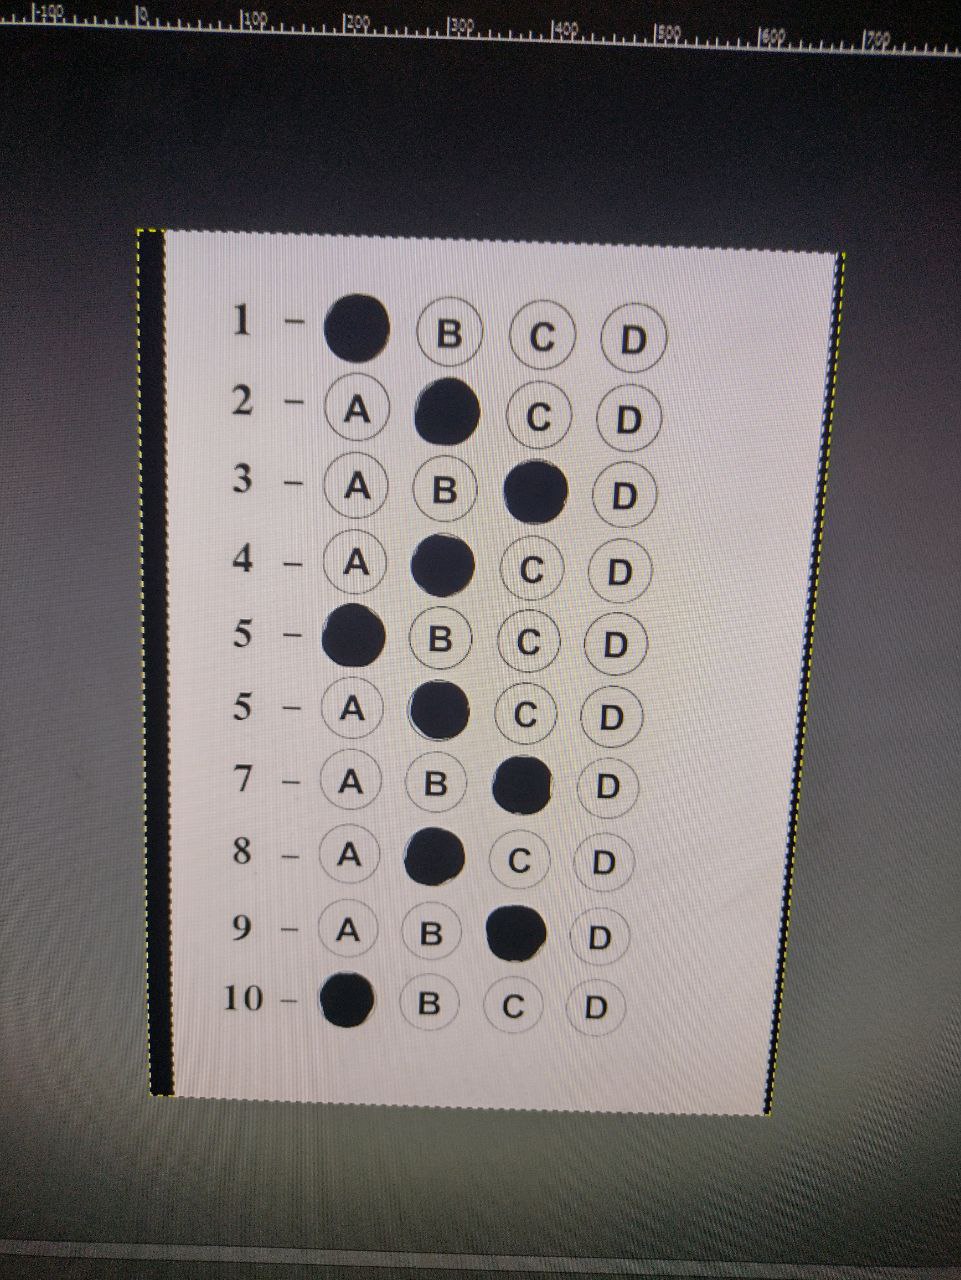 -100 0 100 200 300 400 500 600 700
1 – B C D
2 – A C D
3 – A B D
4 – A C D
5 – B C D
5 – A C D
7 – A B D
8 – A C D
9 – A B D
10 – B C D